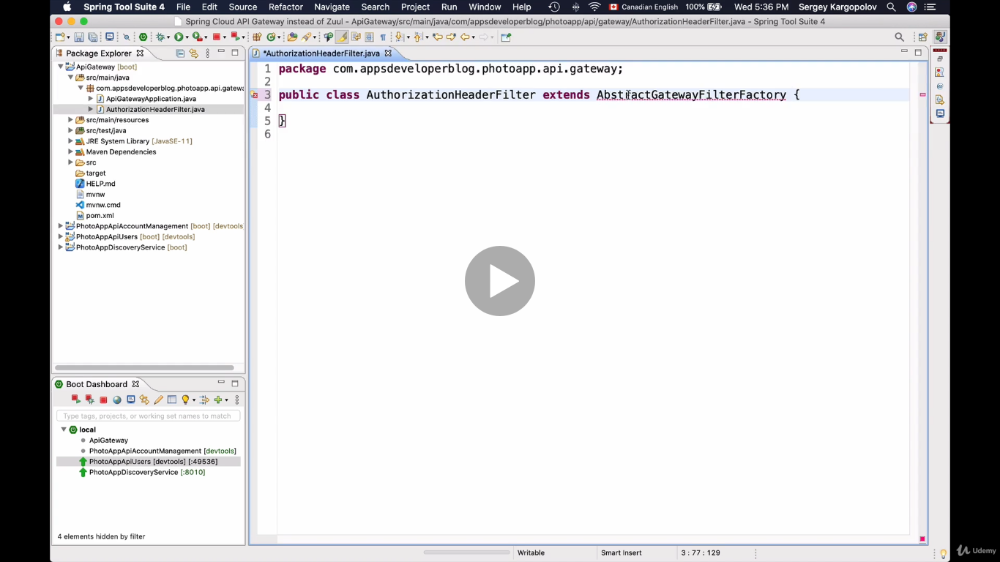 Spring Tool Suite 4 File Edit Source Refactor Navigate Search Project Run Window Help Canadian English 100% Wed 5:36 PM Sergey Kargopolov
Spring Cloud API Gateway instead of Zuul - ApiGateway/src/main/java/com/appsdeveloperblog/photoapp/api/gateway/AuthorizationHeaderFilter.java - Spring Tool Suite 4
Package Explorer
ApiGateway [boot]
src/main/java
com.appsdeveloperblog.photoapp.api.gatewa
ApiGatewayApplication.java
AuthorizationHeaderFilter.java
src/main/resources
src/test/java
JRE System Library [JavaSE-11]
Maven Dependencies
src
target
HELP.md
mvnw
mvnw.cmd
pom.xml
PhotoAppApiAccountManagement [boot] [devtools
PhotoAppApiUsers [boot] [devtools]
PhotoAppDiscoveryService [boot]
*AuthorizationHeaderFilter.java
1 package com.appsdeveloperblog.photoapp.api.gateway;
2
3 public class AuthorizationHeaderFilter extends AbstractGatewayFilterFactory {
4
5 }
6
Boot Dashboard
Type tags, projects, or working set names to match
local
ApiGateway
PhotoAppApiAccountManagement [devtools]
PhotoAppApiUsers [devtools] [:49536]
PhotoAppDiscoveryService [:8010]
4 elements hidden by filter
Writable Smart Insert 3 : 77 : 129
Udemy